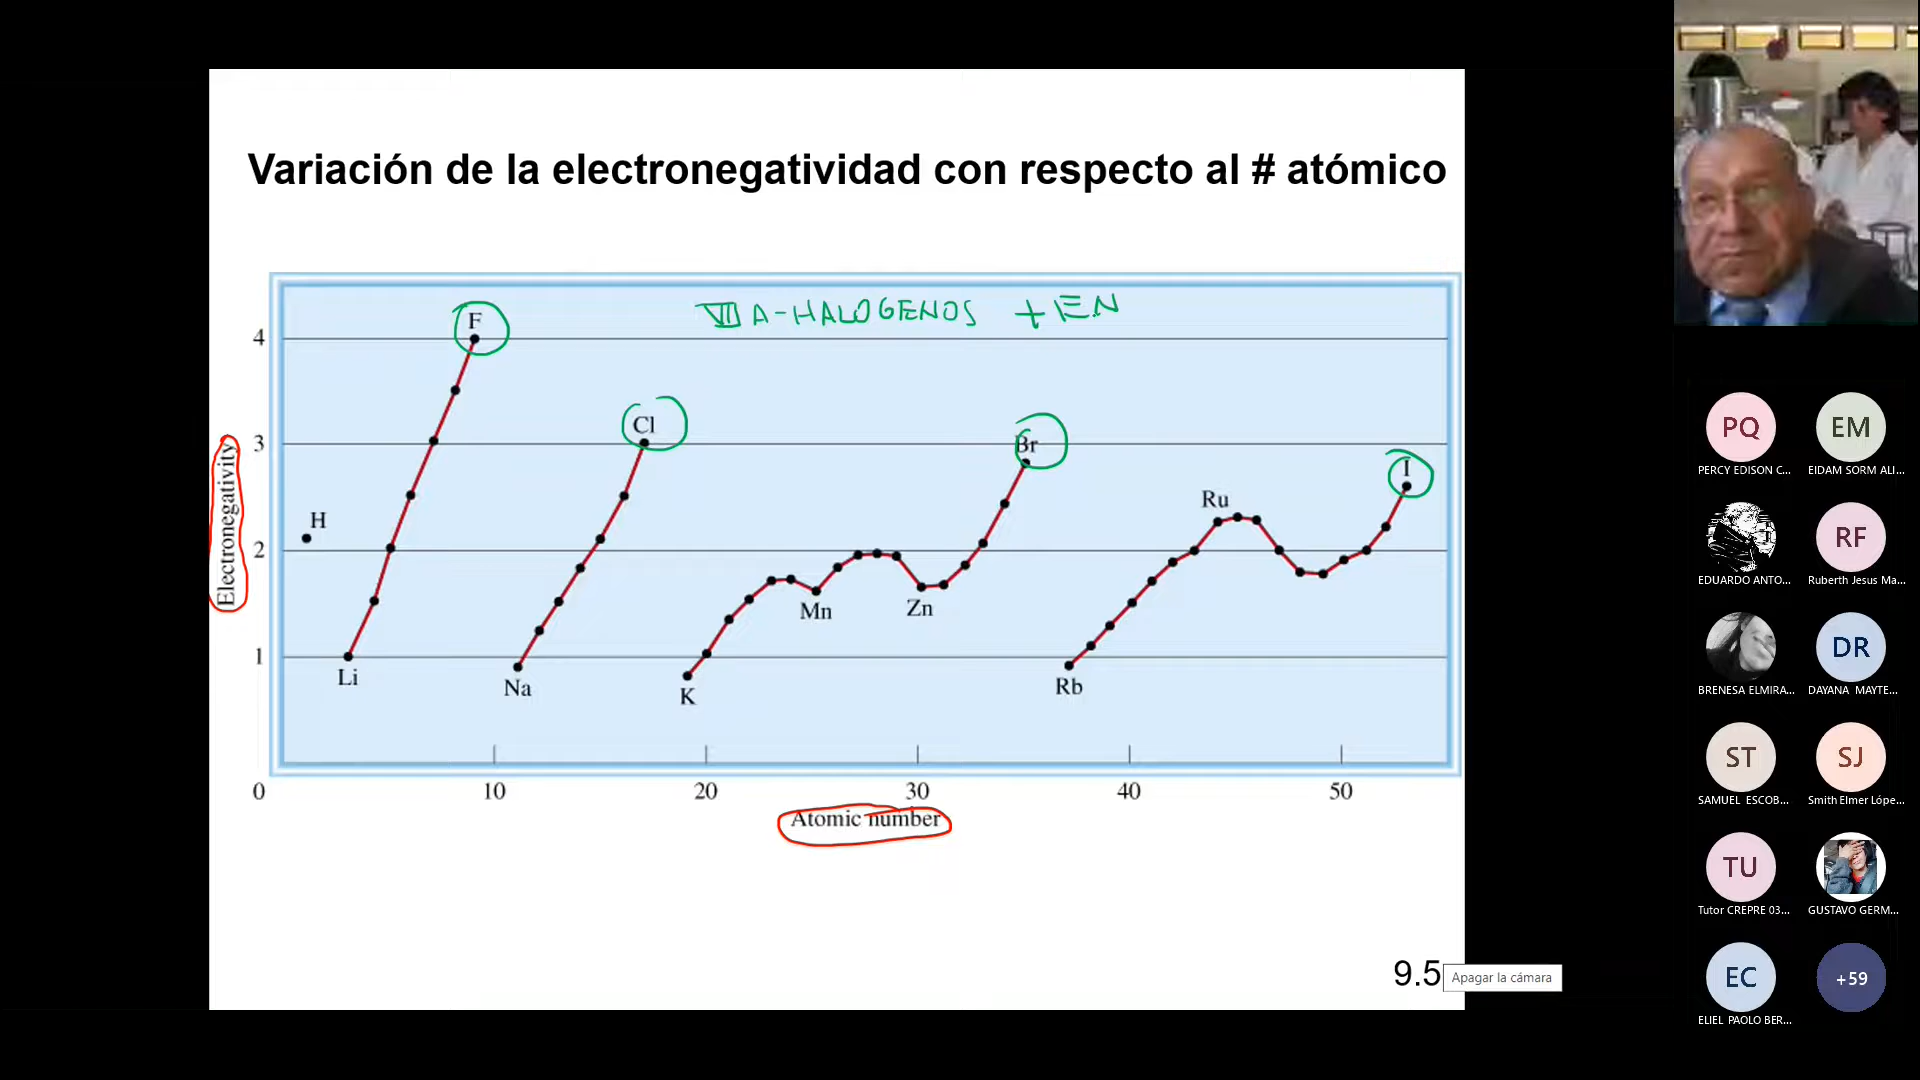 Variación de la electronegatividad con respecto al # atómico
VII A-HALOGENOS + EN
F
4
Cl
3
Br
I
Ru
H
2
Mn
Zn
1
Li
Na
K
Rb
Electronegativity
0 10 20 30 40 50
Atomic number
9.5
Apagar la cámara
PQ
PERCY EDISON C...
EM
EIDAM SORM ALI...
EDUARDO ANTO...
RF
Ruberth Jesus Ma...
BRENESA ELMIRA...
DR
DAYANA MAYTE...
ST
SAMUEL ESCOB...
SJ
Smith Elmer Lópe...
TU
Tutor CREPRE 03...
GUSTAVO GERM...
EC
ELIEL PAOLO BER...
+59